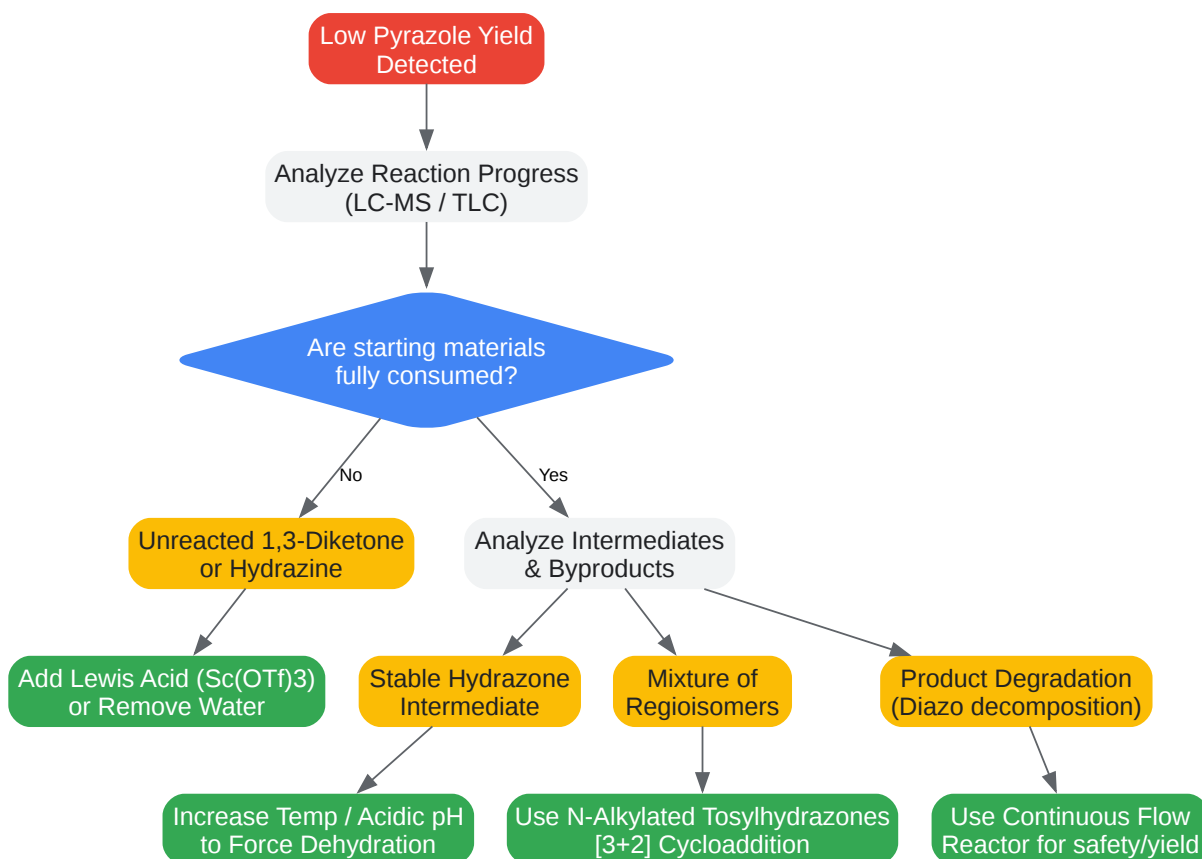 Low Pyrazole Yield
Detected
Analyze Reaction Progress
(LC-MS / TLC)
Are starting materials
fully consumed?
No
Yes
Unreacted 1,3-Diketone
or Hydrazine
Analyze Intermediates
& Byproducts
Add Lewis Acid (Sc(OTf)3)
or Remove Water
Stable Hydrazone
Intermediate
Mixture of
Regioisomers
Product Degradation
(Diazo decomposition)
Increase Temp / Acidic pH
to Force Dehydration
Use N-Alkylated Tosylhydrazones
[3+2] Cycloaddition
Use Continuous Flow
Reactor for safety/yield